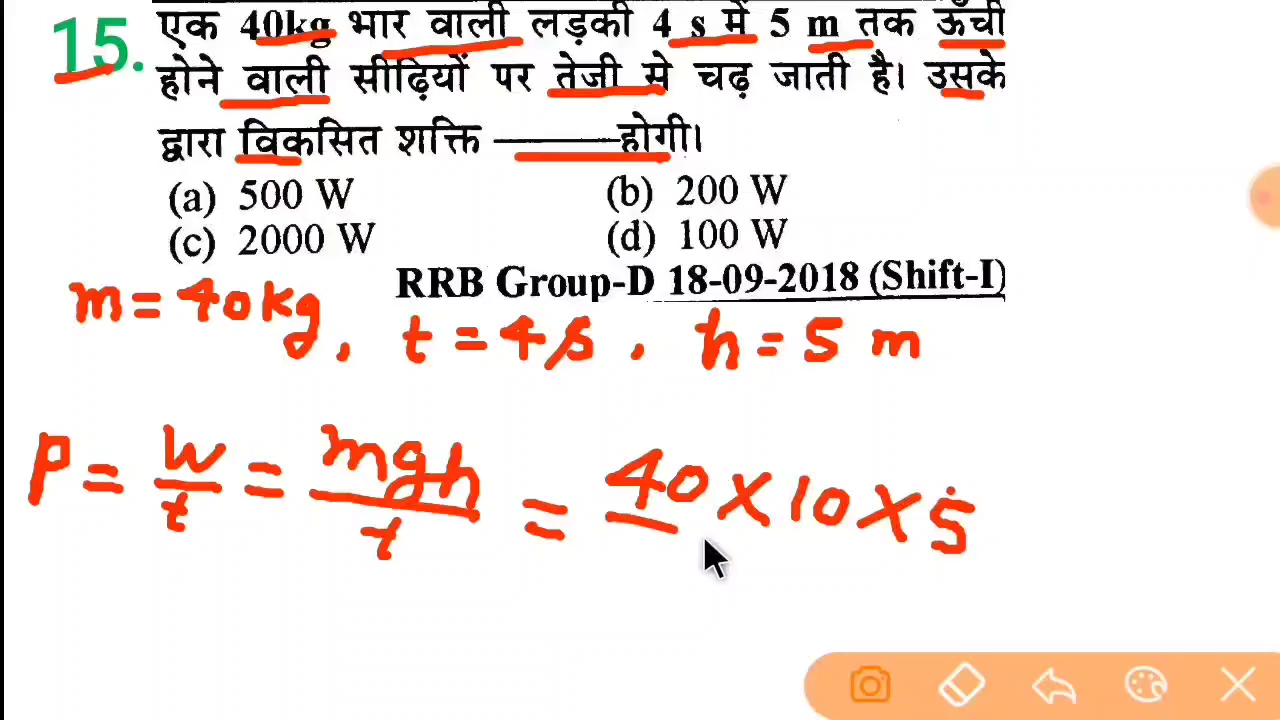 15. एक 40kg भार वाली लड़की 4 s में 5 m तक ऊँची
होने वाली सीढ़ियों पर तेजी से चढ़ जाती है। उसके
द्वारा विकसित शक्ति ——— होगी।
(a) 500 W (b) 200 W
(c) 2000 W (d) 100 W
RRB Group-D 18-09-2018 (Shift-I)
m = 40kg, t = 4s, h = 5 m
P = W/t = mgh/t = 40 × 10 × 5